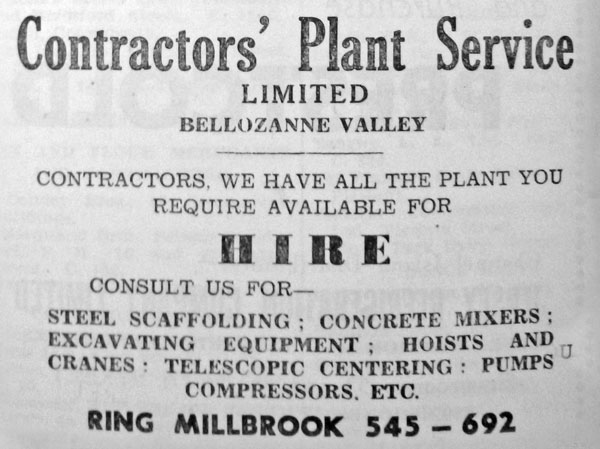 Contractors' Plant Service
LIMITED
BELLOZANNE VALLEY
CONTRACTORS, WE HAVE ALL THE PLANT YOU
REQUIRE AVAILABLE FOR
HIRE
CONSULT US FOR—
STEEL SCAFFOLDING ; CONCRETE MIXERS ;
EXCAVATING EQUIPMENT ; HOISTS AND
CRANES : TELESCOPIC CENTERING : PUMPS
COMPRESSORS, ETC.
RING MILLBROOK 545 – 692